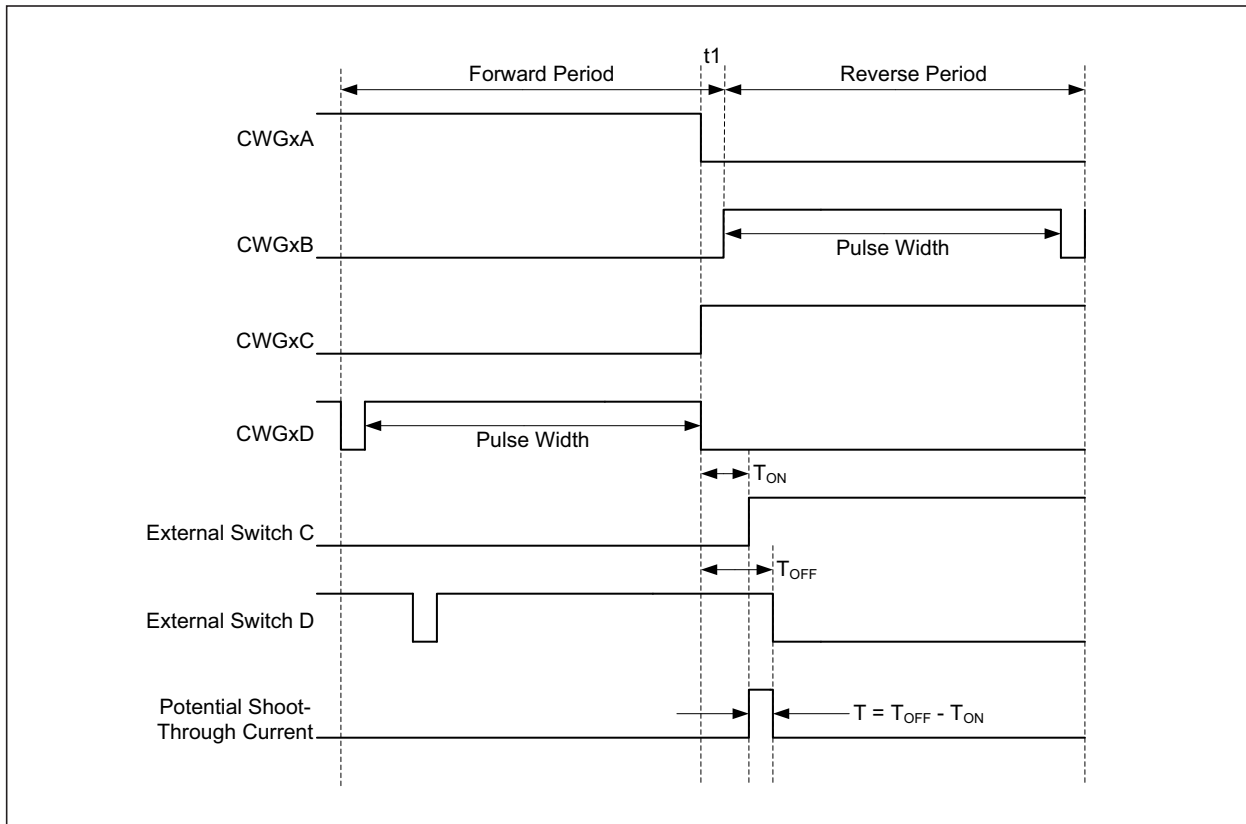 t1
Forward Period
Reverse Period
CWGxA
CWGxB
Pulse Width
CWGxC
CWGxD
Pulse Width
TON
External Switch C
TOFF
External Switch D
Potential Shoot-
Through Current
T = TOFF - TON